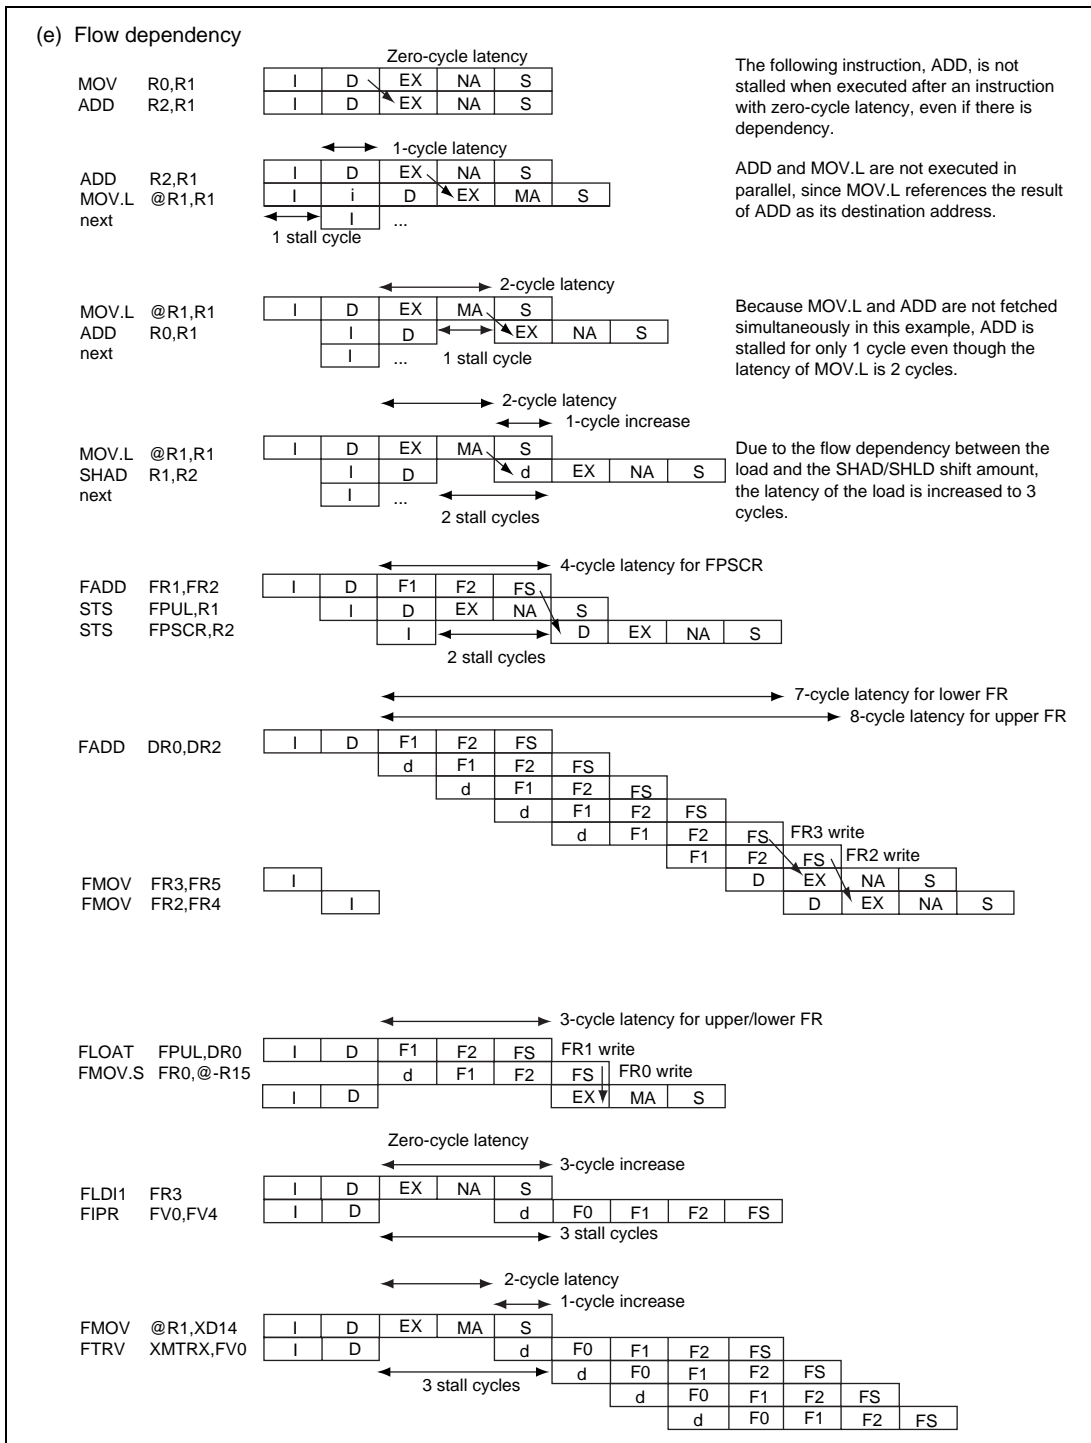 (e) Flow dependency
Zero-cycle latency
MOV R0,R1 I D EX NA S
ADD R2,R1 I D EX NA S
The following instruction, ADD, is not
stalled when executed after an instruction
with zero-cycle latency, even if there is
dependency.
1-cycle latency
ADD R2,R1 I D EX NA S
MOV.L @R1,R1 I i D EX MA S
next I ...
1 stall cycle
ADD and MOV.L are not executed in
parallel, since MOV.L references the result
of ADD as its destination address.
2-cycle latency
MOV.L @R1,R1 I D EX MA S
ADD R0,R1 I D EX NA S
next I ...
1 stall cycle
Because MOV.L and ADD are not fetched
simultaneously in this example, ADD is
stalled for only 1 cycle even though the
latency of MOV.L is 2 cycles.
2-cycle latency
1-cycle increase
MOV.L @R1,R1 I D EX MA S
SHAD R1,R2 I D d EX NA S
next I ...
2 stall cycles
Due to the flow dependency between the
load and the SHAD/SHLD shift amount,
the latency of the load is increased to 3
cycles.
4-cycle latency for FPSCR
FADD FR1,FR2 I D F1 F2 FS
STS FPUL,R1 I D EX NA S
STS FPSCR,R2 I D EX NA S
2 stall cycles
7-cycle latency for lower FR
8-cycle latency for upper FR
FADD DR0,DR2 I D F1 F2 FS
d F1 F2 FS
d F1 F2 FS
d F1 F2 FS
d F1 F2 FS FR3 write
F1 F2 FS FR2 write
FMOV FR3,FR5 I D EX NA S
FMOV FR2,FR4 I D EX NA S
3-cycle latency for upper/lower FR
FLOAT FPUL,DR0 I D F1 F2 FS FR1 write
FMOV.S FR0,@-R15 d F1 F2 FS FR0 write
I D EX MA S
Zero-cycle latency
3-cycle increase
FLDI1 FR3 I D EX NA S
FIPR FV0,FV4 I D d F0 F1 F2 FS
3 stall cycles
2-cycle latency
1-cycle increase
FMOV @R1,XD14 I D EX MA S
FTRV XMTRX,FV0 I D d F0 F1 F2 FS
3 stall cycles d F0 F1 F2 FS
d F0 F1 F2 FS
d F0 F1 F2 FS